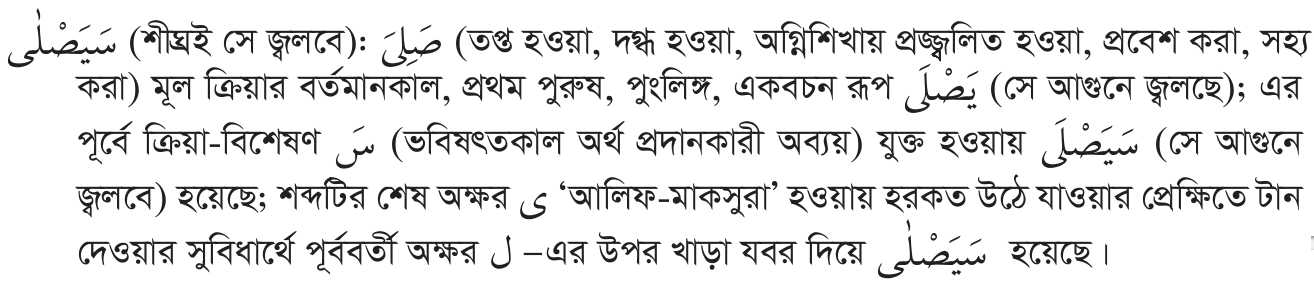 سَيَصْلٰى (শীঘ্রই সে জ্বলবে): صَلِىَ (তপ্ত হওয়া, দগ্ধ হওয়া, অগ্নিশিখায় প্রজ্জ্বলিত হওয়া, প্রবেশ করা, সহ্য
করা) মূল ক্রিয়ার বর্তমানকাল, প্রথম পুরুষ, পুংলিঙ্গ, একবচন রূপ يَصْلَى (সে আগুনে জ্বলছে); এর
পূর্বে ক্রিয়া-বিশেষণ سَ (ভবিষৎতকাল অর্থ প্রদানকারী অব্যয়) যুক্ত হওয়ায় سَيَصْلَى (সে আগুনে
জ্বলবে) হয়েছে; শব্দটির শেষ অক্ষর ى ‘আলিফ-মাকসুরা’ হওয়ায় হরকত উঠে যাওয়ার প্রেক্ষিতে টান
দেওয়ার সুবিধার্থে পূর্ববর্তী অক্ষর ل –এর উপর খাড়া যবর দিয়ে سَيَصْلٰى হয়েছে।